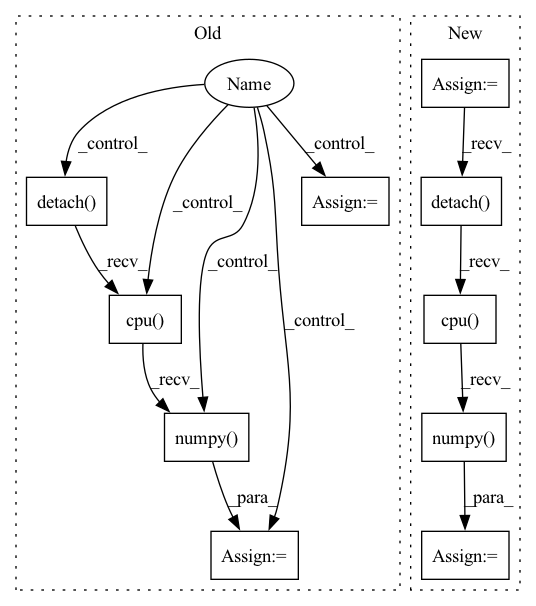 Old
New
Name
Assign:=
_control_
_control_
_recv_
detach()
_control_
Assign:=
detach()
_control_
_recv_
_recv_
_control_
cpu()
cpu()
_recv_
_recv_
numpy()
numpy()
_para_
_para_
Assign:=
Assign:=